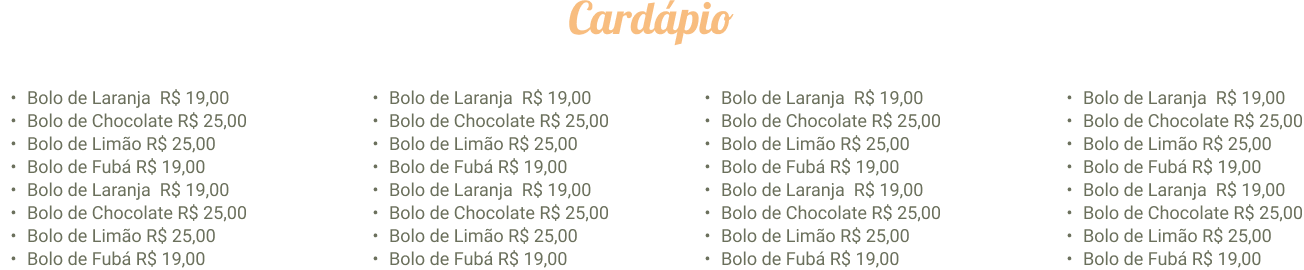 Cardápio
• Bolo de Laranja  R$ 19,00
• Bolo de Chocolate R$ 25,00
• Bolo de Limão R$ 25,00
• Bolo de Fubá R$ 19,00
• Bolo de Laranja  R$ 19,00
• Bolo de Chocolate R$ 25,00
• Bolo de Limão R$ 25,00
• Bolo de Fubá R$ 19,00
• Bolo de Laranja  R$ 19,00
• Bolo de Chocolate R$ 25,00
• Bolo de Limão R$ 25,00
• Bolo de Fubá R$ 19,00
• Bolo de Laranja  R$ 19,00
• Bolo de Chocolate R$ 25,00
• Bolo de Limão R$ 25,00
• Bolo de Fubá R$ 19,00
• Bolo de Laranja  R$ 19,00
• Bolo de Chocolate R$ 25,00
• Bolo de Limão R$ 25,00
• Bolo de Fubá R$ 19,00
• Bolo de Laranja  R$ 19,00
• Bolo de Chocolate R$ 25,00
• Bolo de Limão R$ 25,00
• Bolo de Fubá R$ 19,00
• Bolo de Laranja  R$ 19,00
• Bolo de Chocolate R$ 25,00
• Bolo de Limão R$ 25,00
• Bolo de Fubá R$ 19,00
• Bolo de Laranja  R$ 19,00
• Bolo de Chocolate R$ 25,00
• Bolo de Limão R$ 25,00
• Bolo de Fubá R$ 19,00